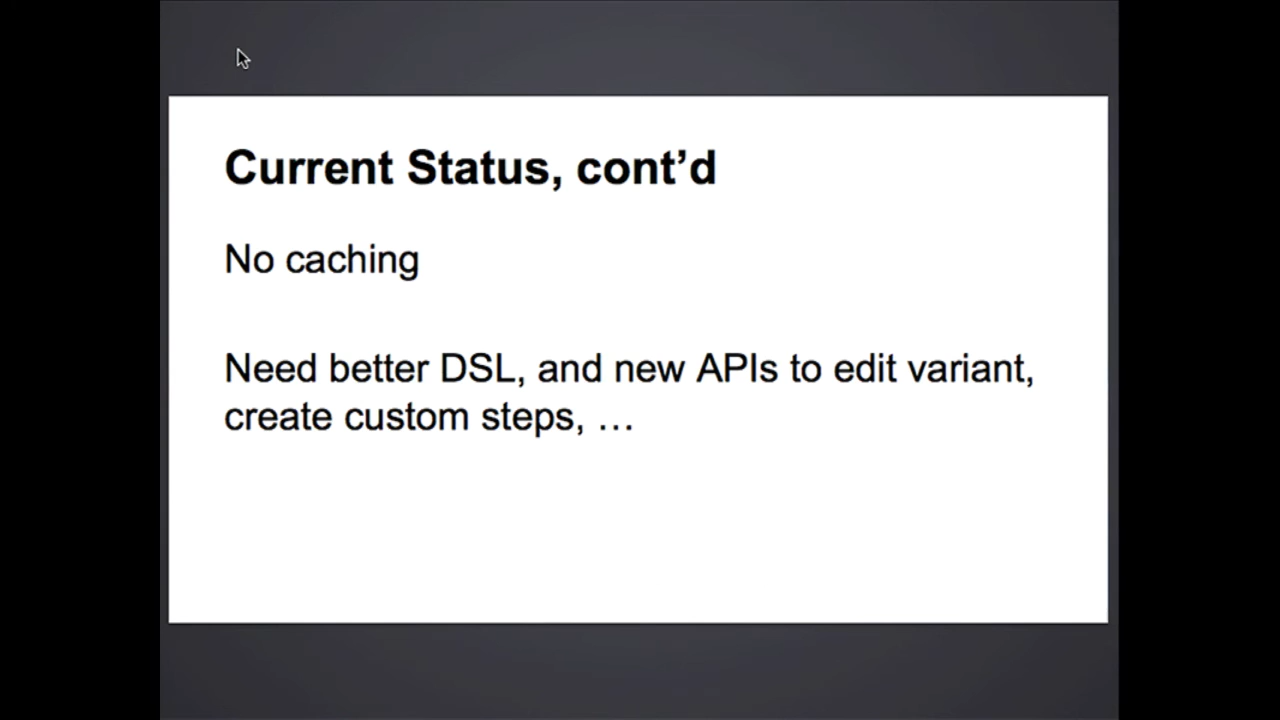 Current Status, cont’d
No caching
Need better DSL, and new APIs to edit variant,
create custom steps, …